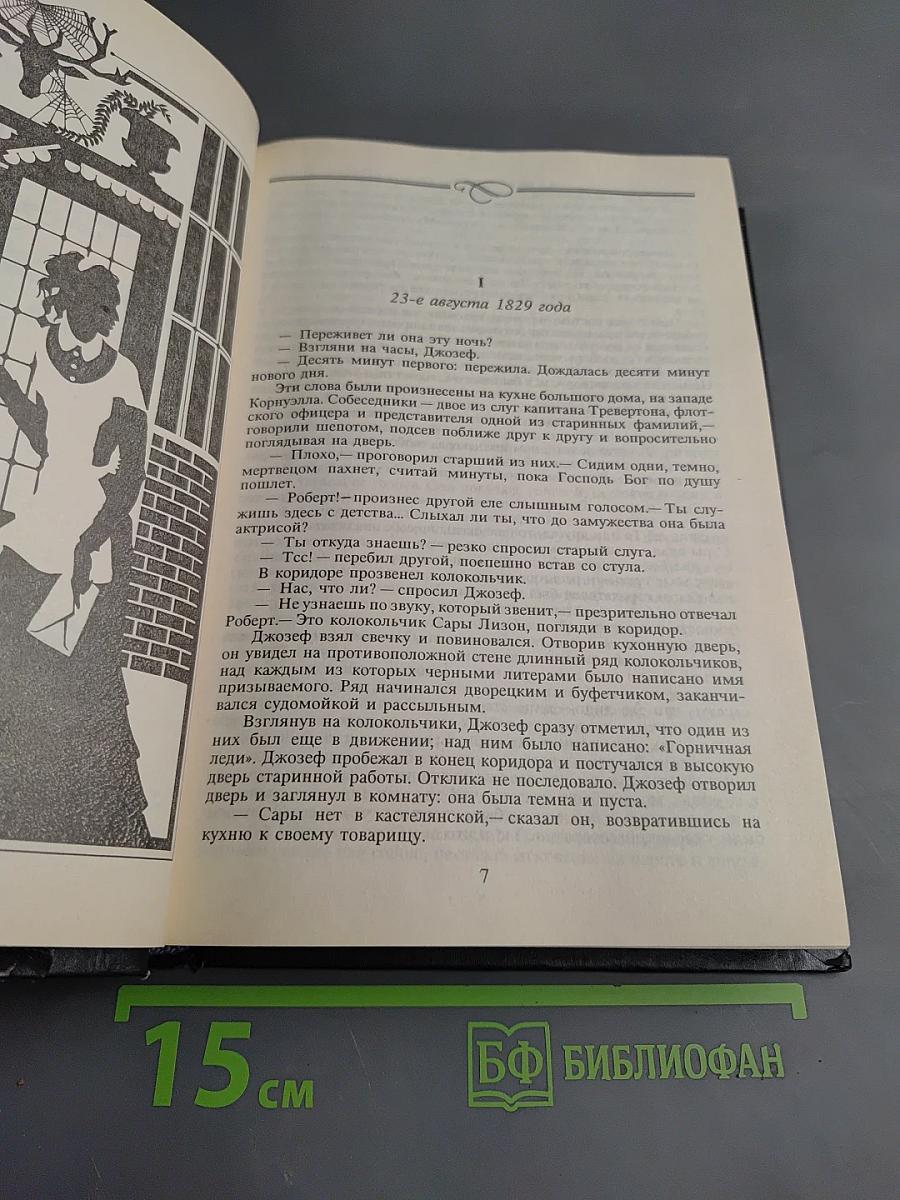 I
23-е августа 1829 года
— Переживет ли она эту ночь?
— Взгляни на часы, Джозеф.
— Десять минут первого: пережила. Дождалась десяти минут
нового дня.
Эти слова были произнесены на кухне большого дома, на западе
Корнуэлла. Собеседники — двое из слуг капитана Тревертона, флот-
ского офицера и представителя одной из старинных фамилий,—
говорили шепотом, подсев поближе друг к другу и вопросительно
поглядывая на дверь.
— Плохо,— проговорил старший из них.— Сидим одни, темно,
мертвецом пахнет, считай минуты, пока Господь Бог по душу
пошлет.
— Роберт!—произнес другой еле слышным голосом.— Ты слу-
жишь здесь с детства... Слыхал ли ты, что до замужества она была
актрисой?
— Ты откуда знаешь? — резко спросил старый слуга.
— Тсс! — перебил другой, поспешно встав со стула.
В коридоре прозвенел колокольчик.
— Нас, что ли? — спросил Джозеф.
— Не узнаешь по звуку, который звенит,— презрительно отвечал
Роберт.— Это колокольчик Сары Лизон, погляди в коридор.
Джозеф взял свечку и повиновался. Отворив кухонную дверь,
он увидел на противоположной стене длинный ряд колокольчиков,
над каждым из которых черными литерами было написано имя
призываемого. Ряд начинался дворецким и буфетчиком, заканчи-
вался судомойкой и рассыльным.
Взглянув на колокольчики, Джозеф сразу отметил, что один из
них был еще в движении; над ним было написано: «Горничная
леди». Джозеф пробежал в конец коридора и постучался в высокую
дверь старинной работы. Отклика не последовало. Джозеф отворил
дверь и заглянул в комнату: она была темна и пуста.
— Сары нет в кастелянской,— сказал он, возвратившись на
кухню к своему товарищу.
7
15 см
БФ БИБЛИОФАН